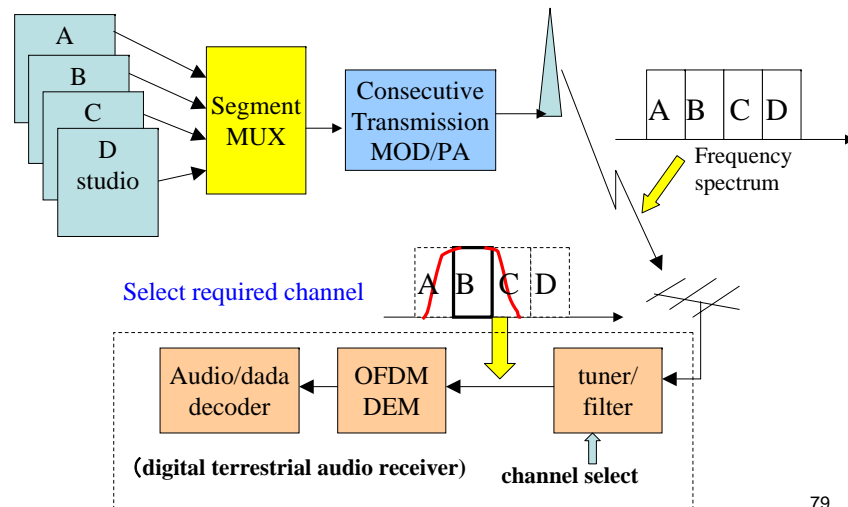 A
B
C
D
studio
Segment
MUX
Consecutive
Transmission
MOD/PA
A B C D
Frequency
spectrum
Select required channel
A B C D
Audio/dada
decoder
OFDM
DEM
tuner/
filter
(digital terrestrial audio receiver)
channel select
79